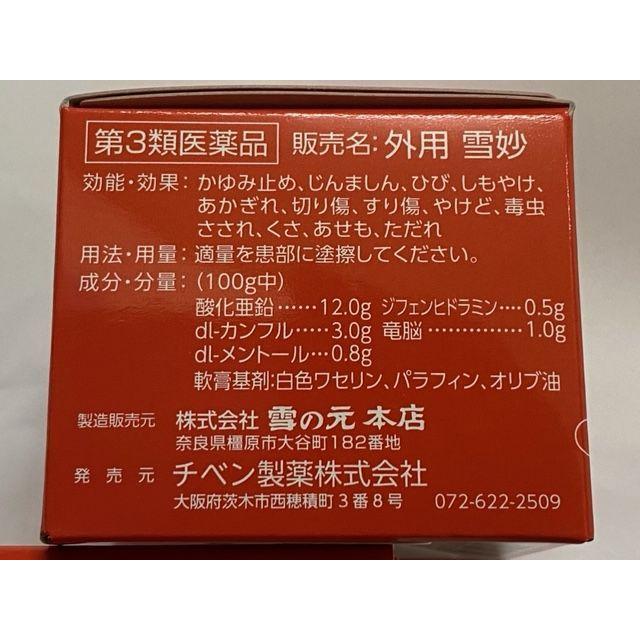 第3類医薬品 販売名:外用 雪妙
効能・効果:かゆみ止め、じんましん、ひび、しもやけ、
あかぎれ、切り傷、すり傷、やけど、毒虫
さされ、くさ、あせも、ただれ
用法・用量:適量を患部に塗擦してください。
成分・分量:(100g中)
酸化亜鉛……12.0g ジフェンヒドラミン‥‥0.5g
dl-カンフル……3.0g 竜脳……………1.0g
dl-メントール…0.8g
軟膏基剤:白色ワセリン、パラフィン、オリブ油
製造販売元 株式会社 雪の元 本店
奈良県橿原市大谷町182番地
発売元 チベン製薬株式会社
大阪府茨木市西穂積町3番8号 072-622-2509